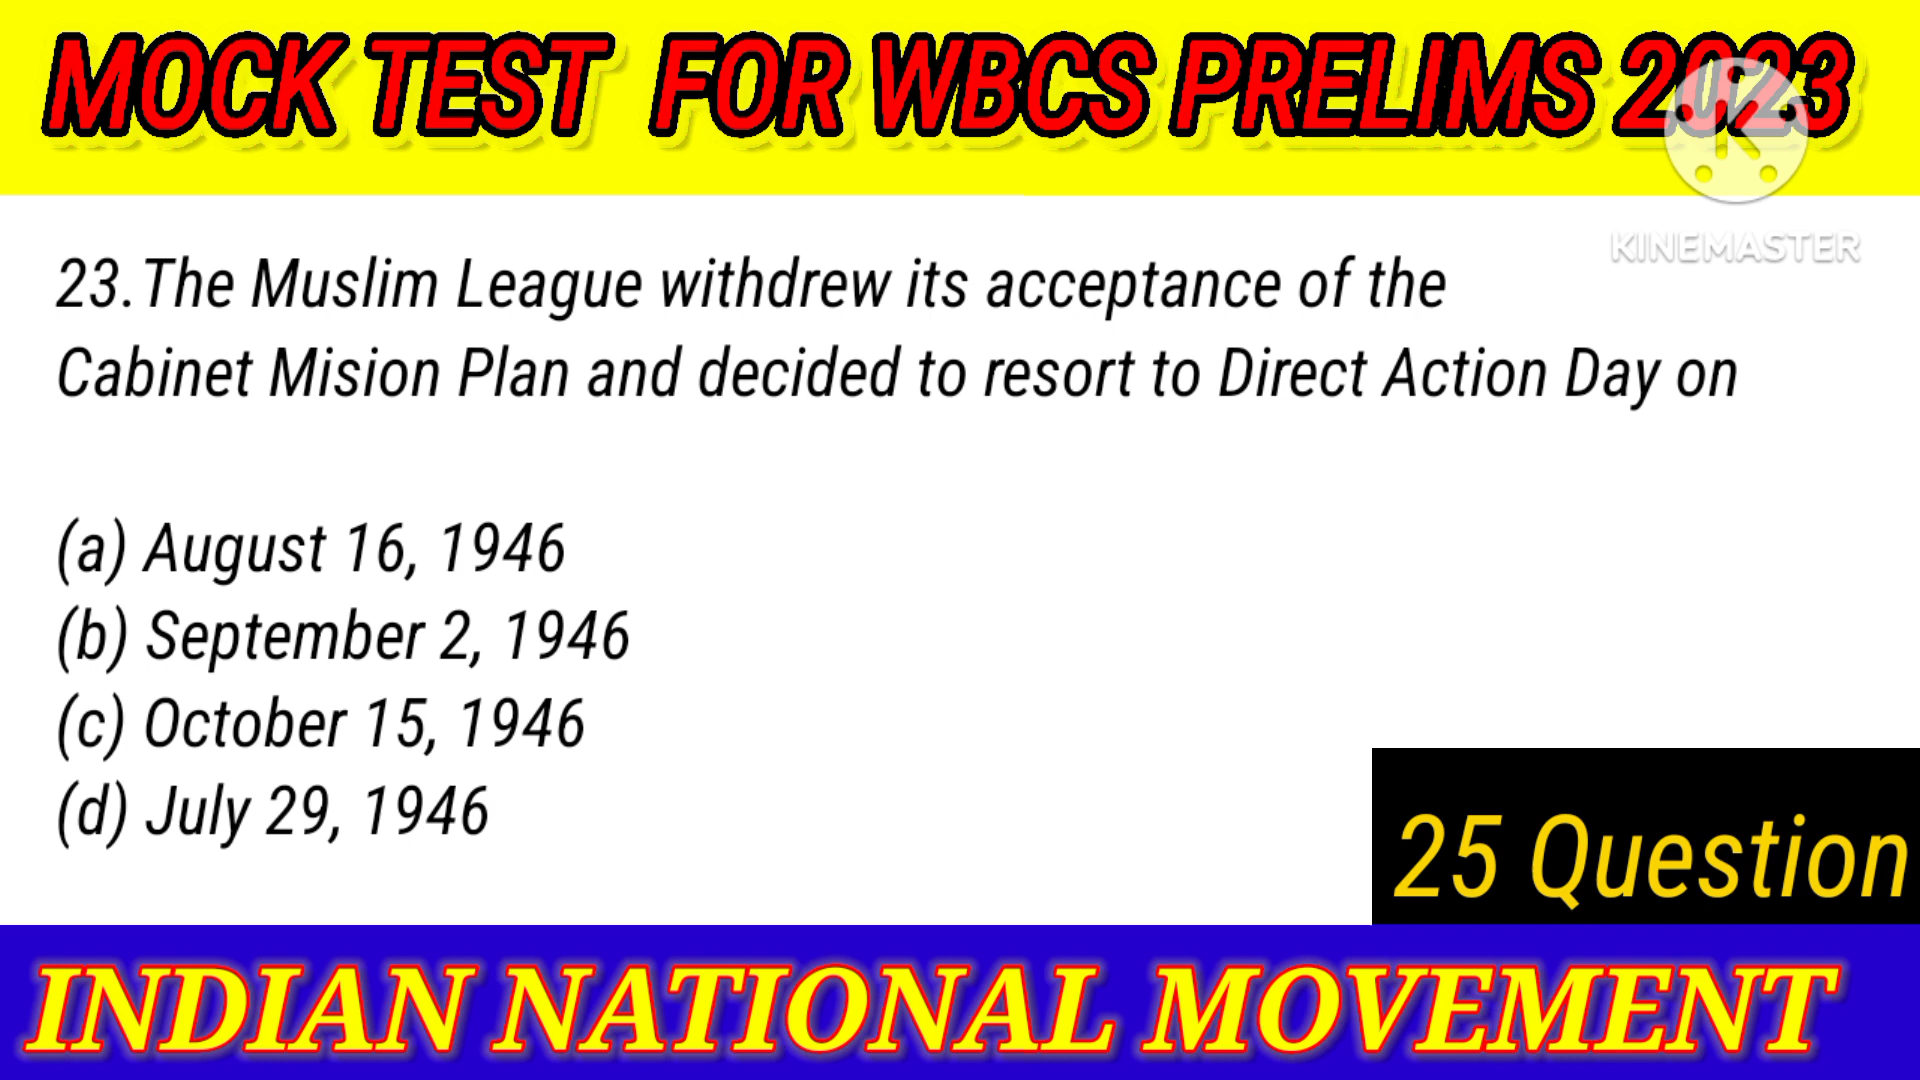 MOCK TEST FOR WBCS PRELIMS 2023
KINEMASTER
23.The Muslim League withdrew its acceptance of the
Cabinet Mision Plan and decided to resort to Direct Action Day on
(a) August 16, 1946
(b) September 2, 1946
(c) October 15, 1946
(d) July 29, 1946
25 Question
INDIAN NATIONAL MOVEMENT